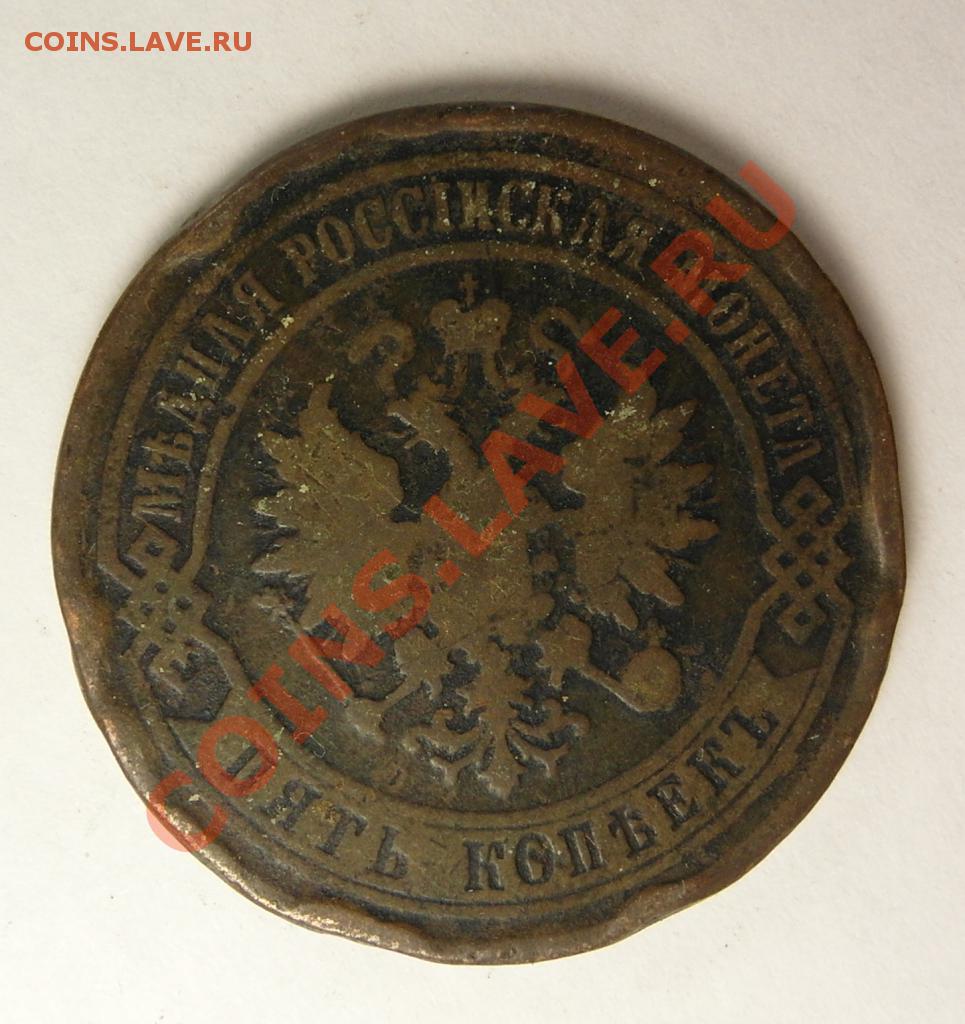 COINS.LAVE.RU
МѢДНАЯ РОССІЙСКАЯ МОНЕТА
ПЯТЬ КОПѢЕКЪ
COINS.LAVE.RU